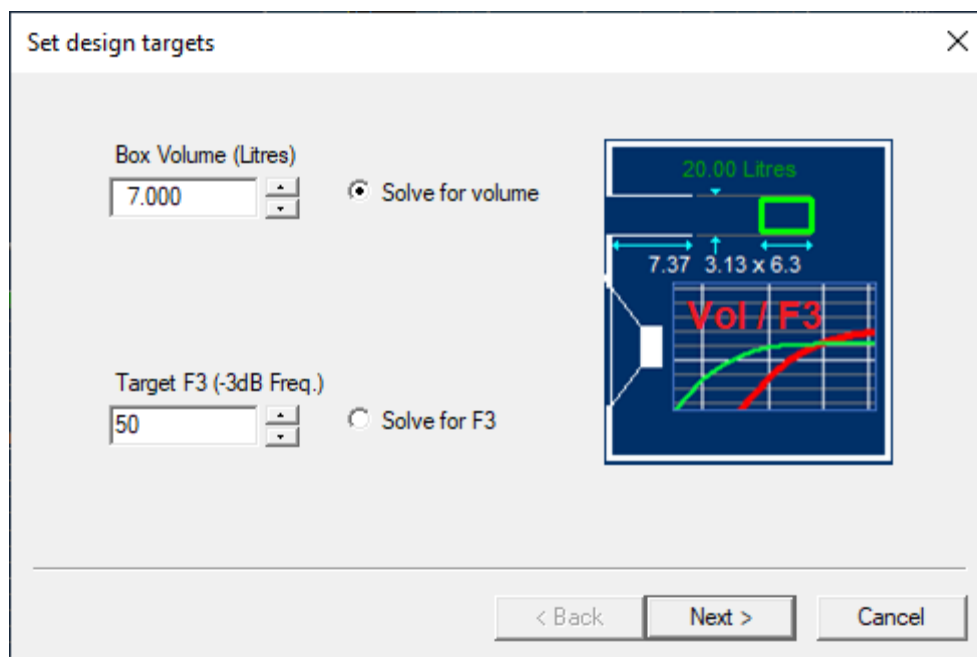 Set design targets
Box Volume (Litres)
7.000
Solve for volume
20.00 Litres
7.37 3.13 x 6.3
Vol / F3
Target F3 (-3dB Freq.)
50
Solve for F3
< Back
Next >
Cancel